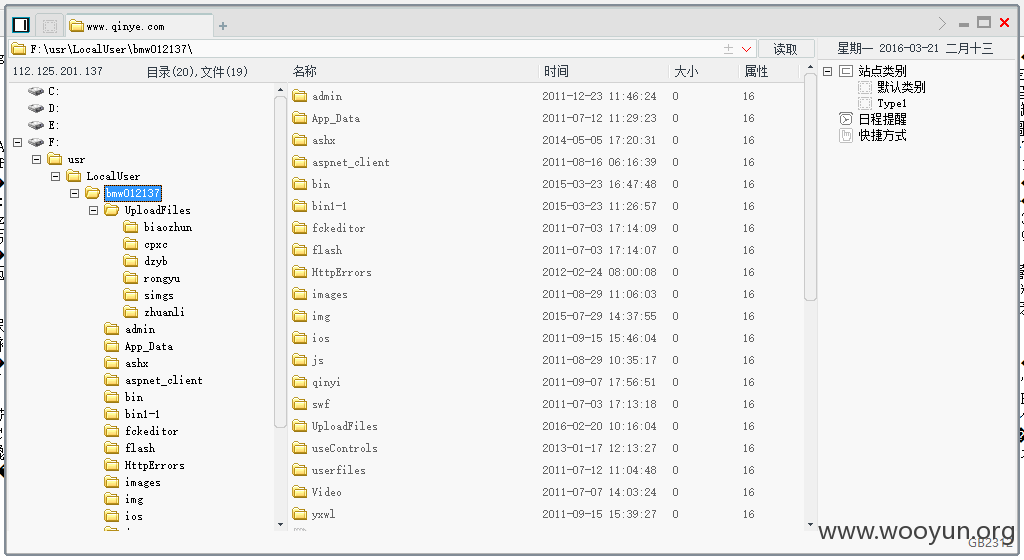 www.qinye.com
F:\usr\LocalUser\bmw012137\
读取
星期一 2016-03-21 二月十三
112.125.201.137 目录(20),文件(19)
名称 时间 大小 属性
C:
D:
E:
F:
usr
LocalUser
bmw012137
UploadFiles
biaozhun
cpxc
dzyb
rongyu
simgs
zhuanli
admin
App_Data
ashx
aspnet_client
bin
bin1-1
fckeditor
flash
HttpErrors
images
img
ios
admin 2011-12-23 11:46:24 0 16
App_Data 2011-07-12 11:29:23 0 16
ashx 2014-05-05 17:20:31 0 16
aspnet_client 2011-08-16 06:16:39 0 16
bin 2015-03-23 16:47:48 0 16
bin1-1 2015-03-23 11:26:57 0 16
fckeditor 2011-07-03 17:14:09 0 16
flash 2011-07-03 17:14:07 0 16
HttpErrors 2012-02-24 08:00:08 0 16
images 2011-08-29 11:06:03 0 16
img 2015-07-29 14:37:55 0 16
ios 2011-09-15 15:46:04 0 16
js 2011-08-29 10:35:17 0 16
qinyi 2011-09-07 17:56:51 0 16
swf 2011-07-03 17:13:18 0 16
UploadFiles 2016-02-20 10:16:04 0 16
useControls 2013-01-17 12:13:27 0 16
userfiles 2011-07-12 11:04:48 0 16
Video 2011-07-07 14:03:24 0 16
yxwl 2011-09-15 15:39:27 0 16
站点类别
默认类别
Type1
日程提醒
快捷方式
www.wooyun.org
GB2312